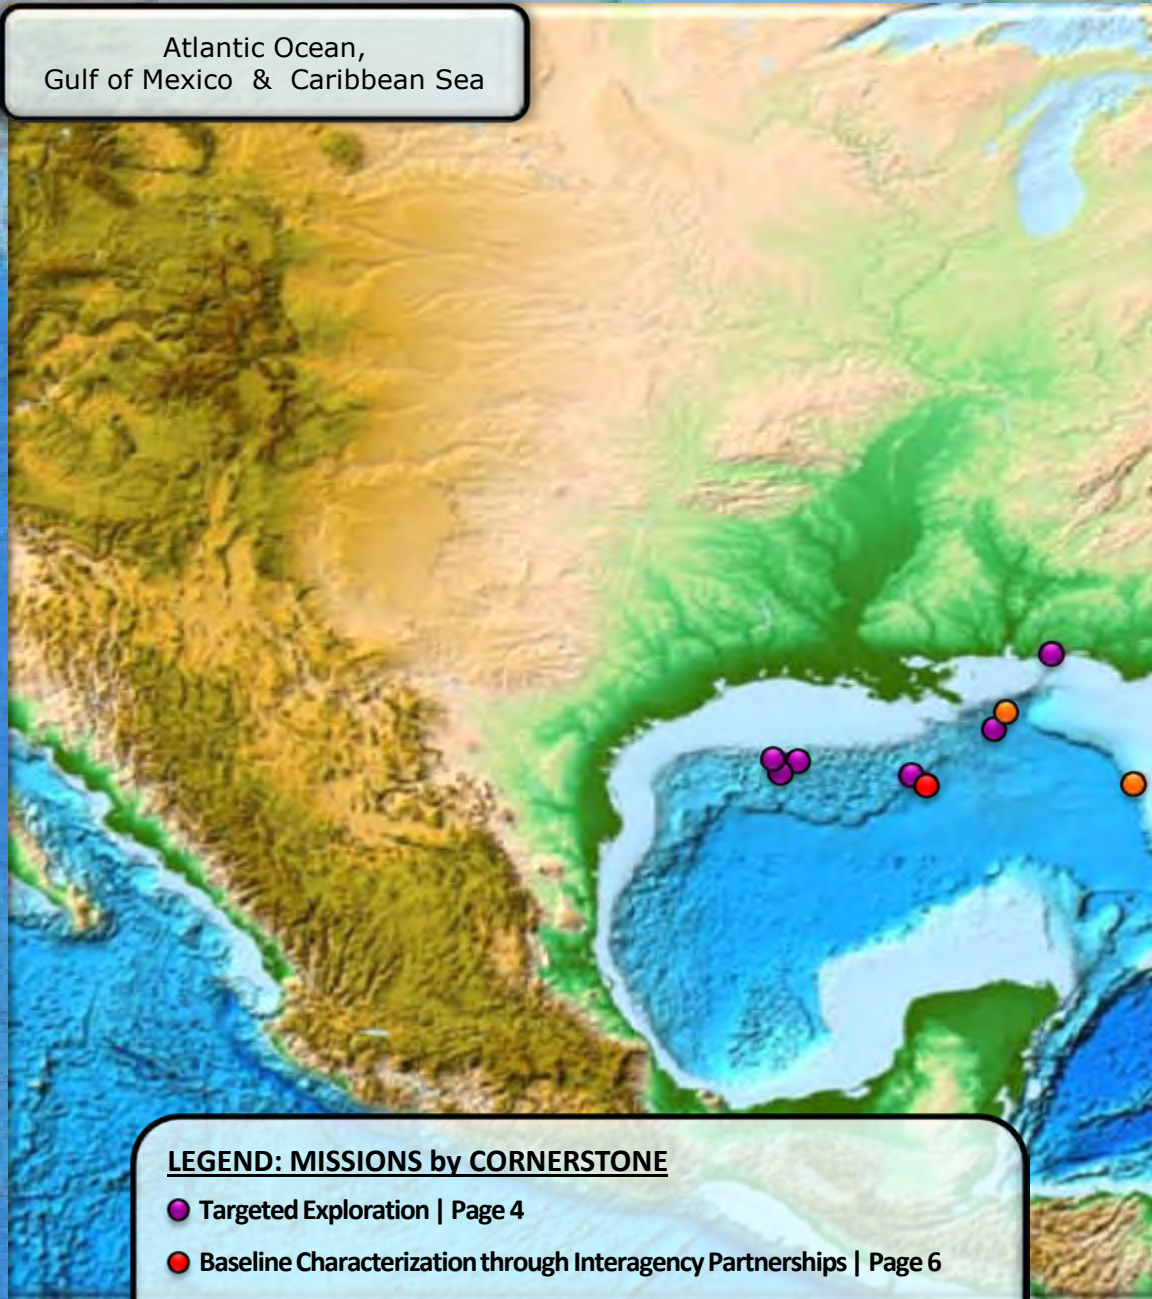 Atlantic Ocean,
Gulf of Mexico & Caribbean Sea
LEGEND: MISSIONS by CORNERSTONE
Targeted Exploration | Page 4
Baseline Characterization through Interagency Partnerships | Page 6